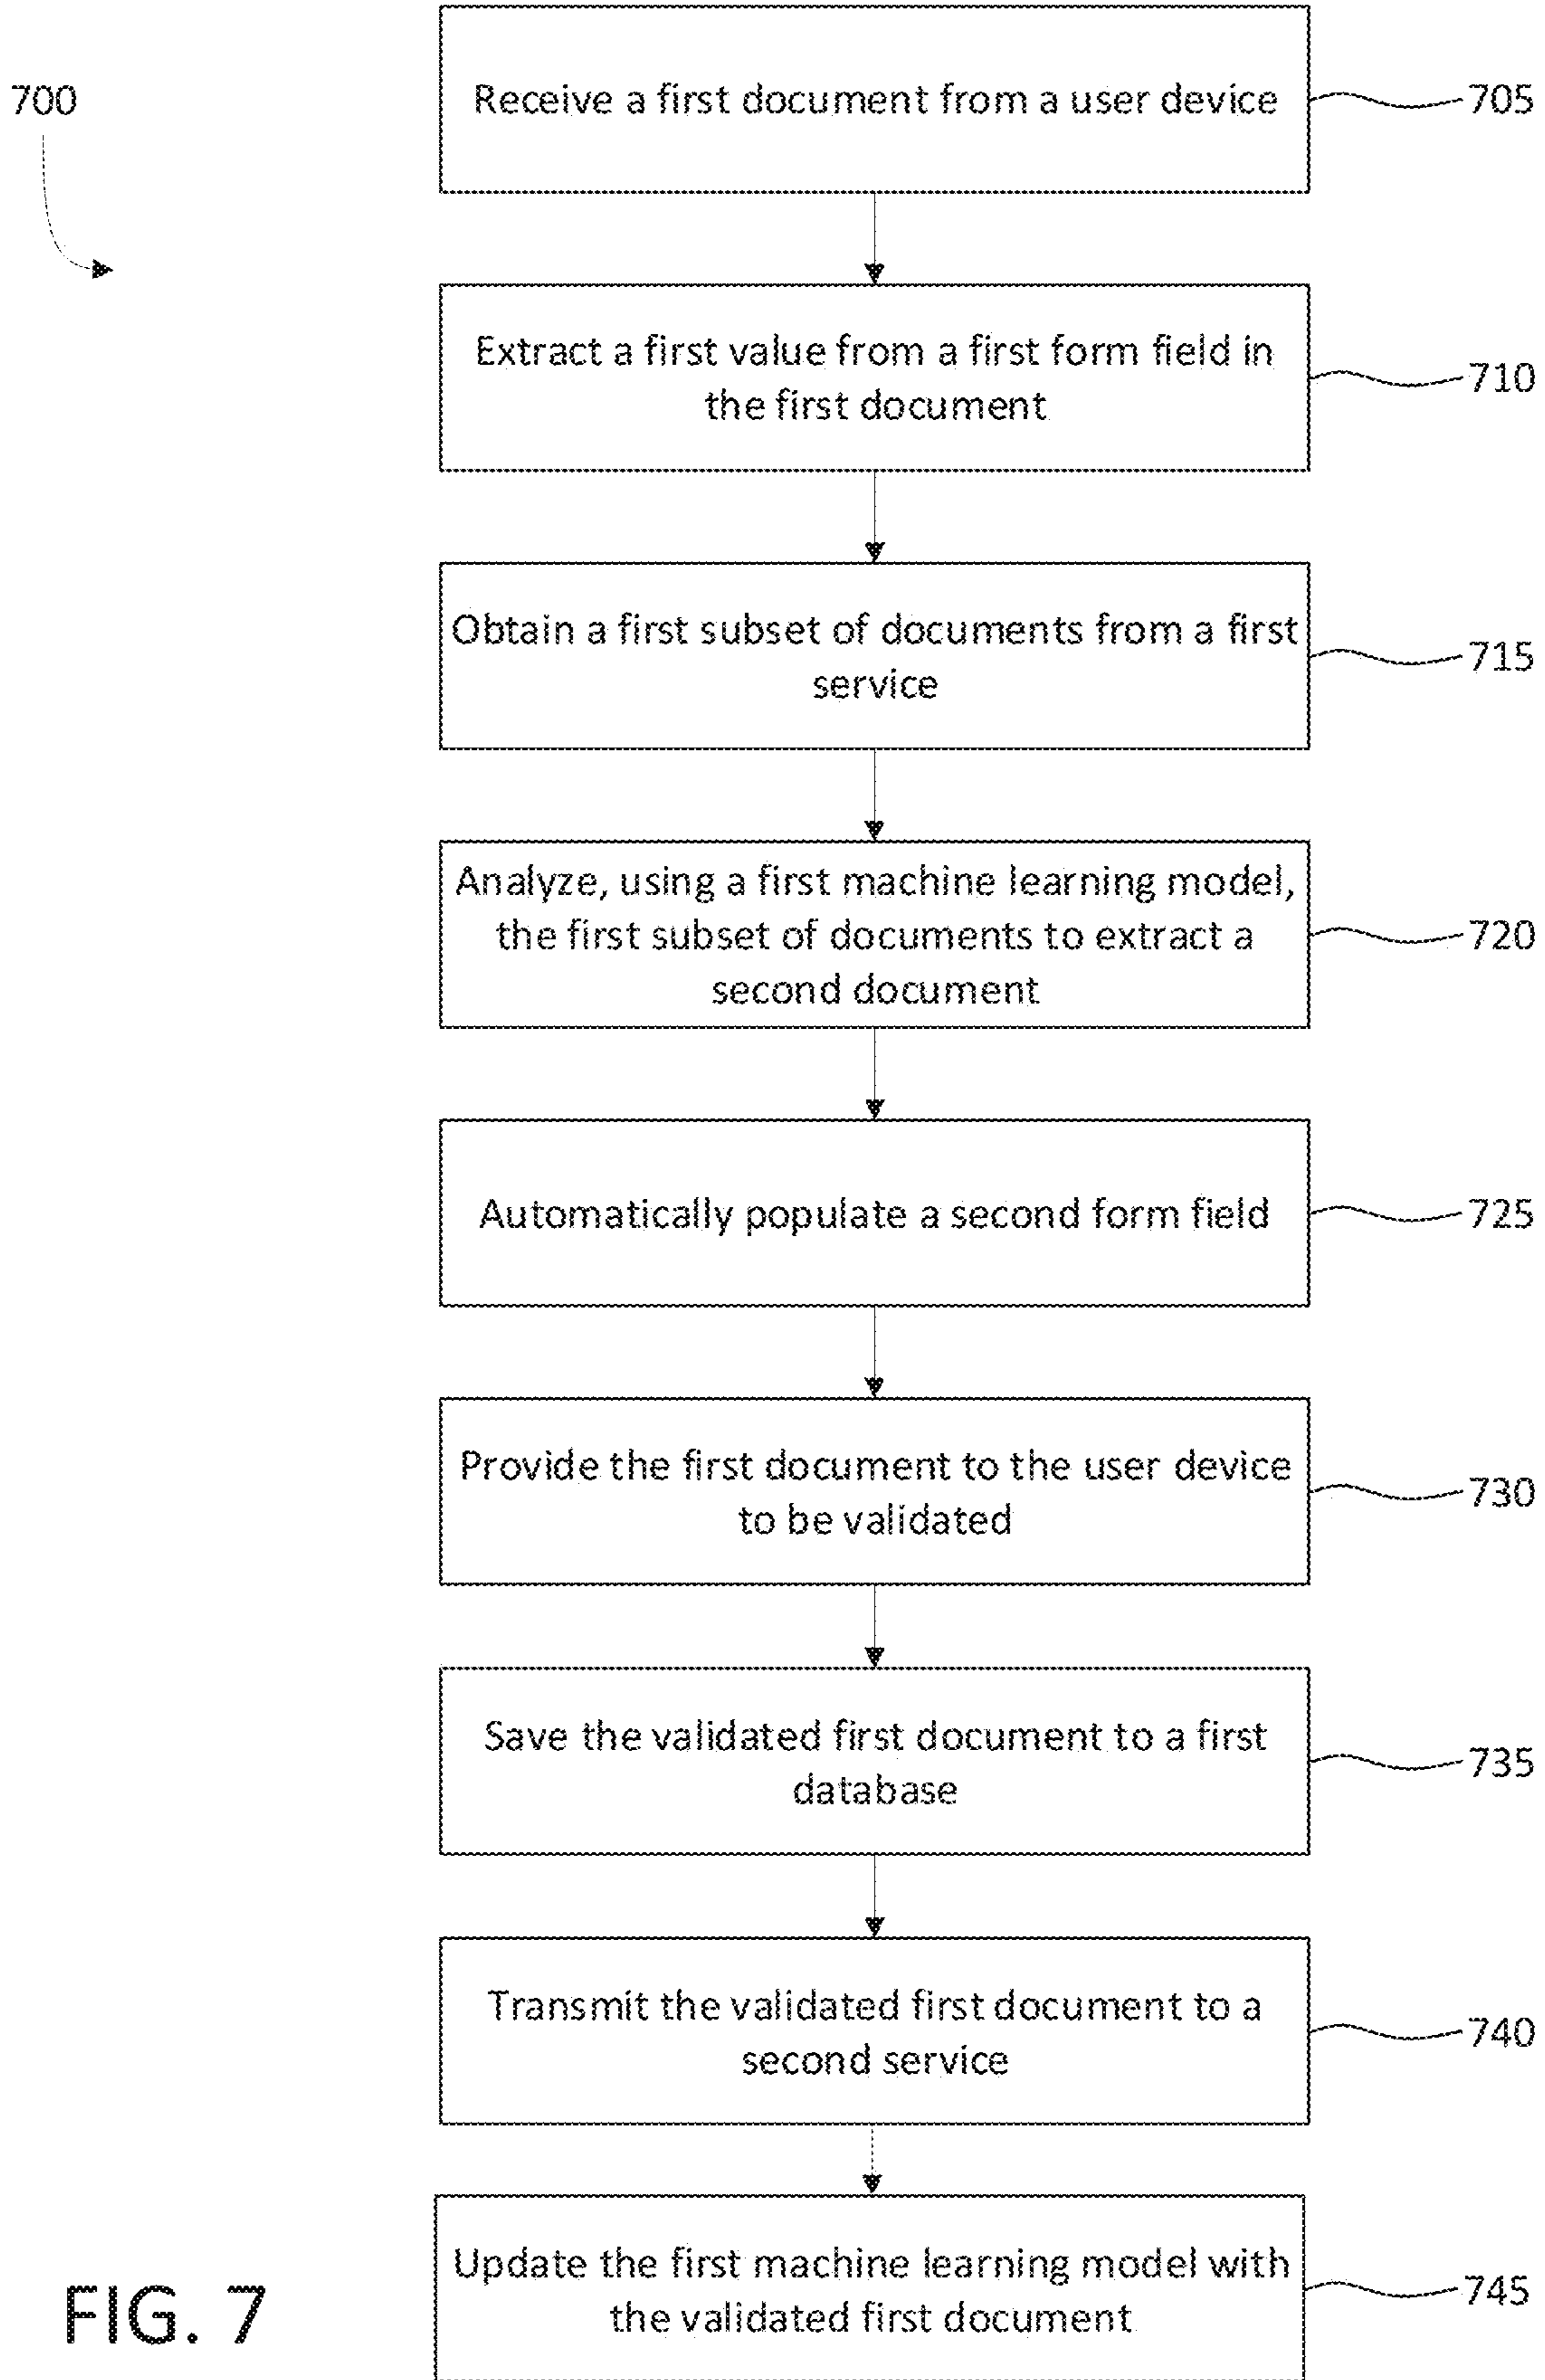 700
Receive a first document from a user device
705
Extract a first value from a first form field in
the first document
710
Obtain a first subset of documents from a first
service
715
Analyze, using a first machine learning model,
the first subset of documents to extract a
second document
720
Automatically populate a second form field
725
Provide the first document to the user device
to be validated
730
Save the validated first document to a first
database
735
Transmit the validated first document to a
second service
740
Update the first machine learning model with
the validated first document
745
FIG. 7